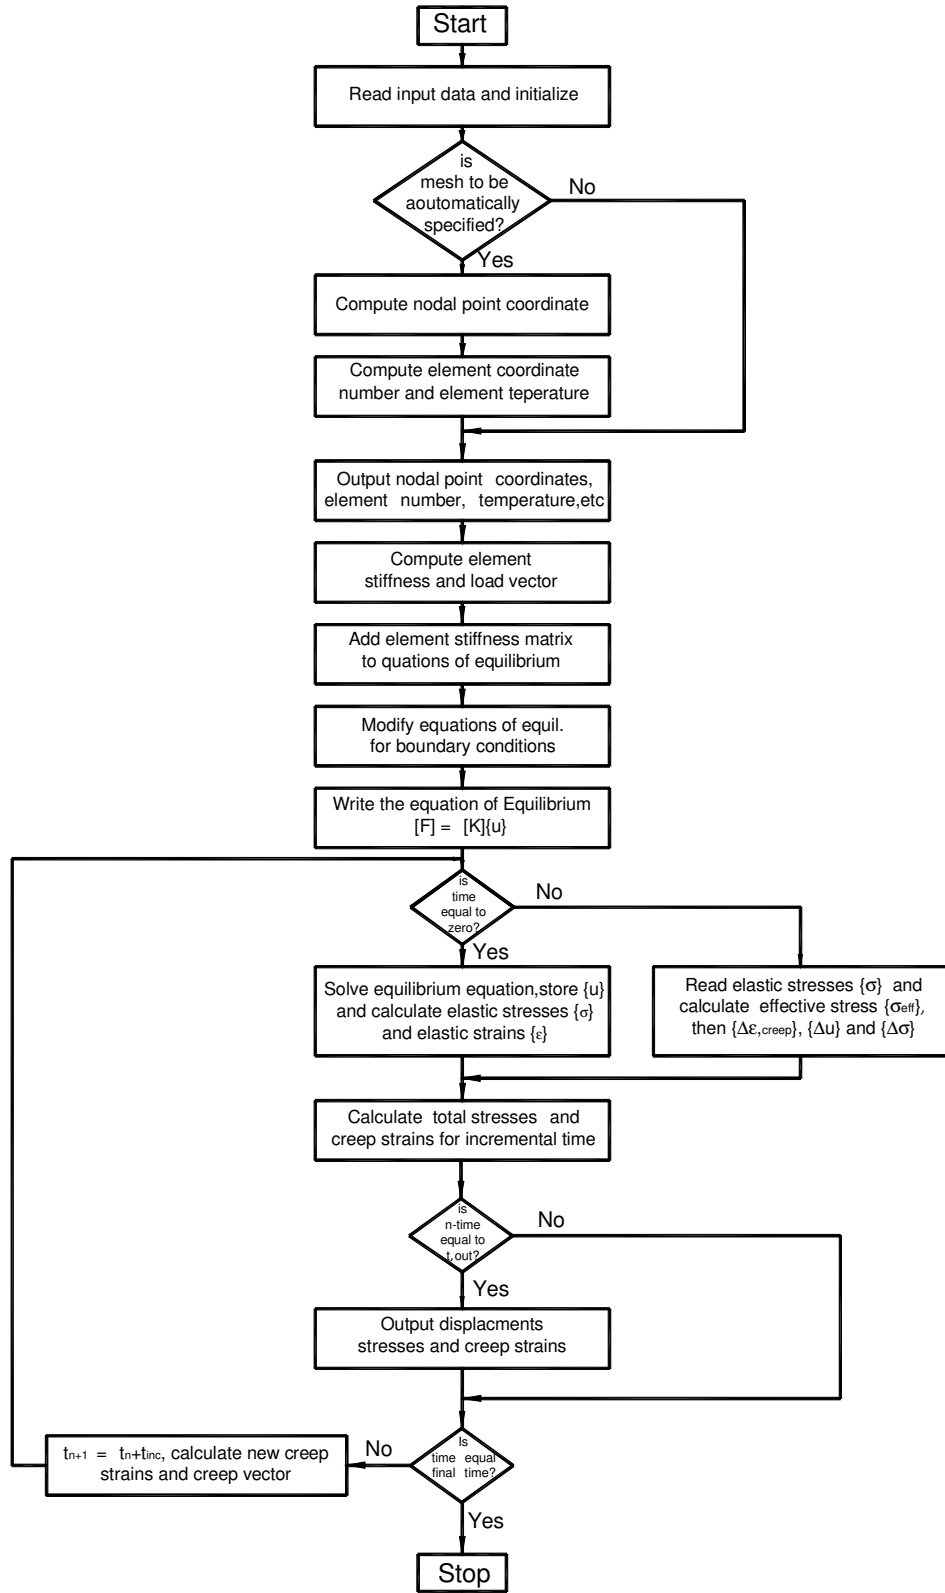 Start
Read input data and initialize
is
mesh to be
aoutomatically
specified?
No
Yes
Compute nodal point coordinate
Compute element coordinate
number and element teperature
Output nodal point coordinates,
element number, temperature,etc
Compute element
stiffness and load vector
Add element stiffness matrix
to quations of equilibrium
Modify equations of equil.
for boundary conditions
Write the equation of Equilibrium
[F] = [K]{u}
is
time
equal to
zero?
No
Yes
Solve equilibrium equation,store {u}
and calculate elastic stresses {σ}
and elastic strains {ε}
Read elastic stresses {σ} and
calculate effective stress {σeff},
then {Δε,creep}, {Δu} and {Δσ}
Calculate total stresses and
creep strains for incremental time
is
n-time
equal to
t,out?
No
Yes
Output displacments
stresses and creep strains
Is
time equal
final time?
No
tn+1 = tn+tinc, calculate new creep
strains and creep vector
Yes
Stop